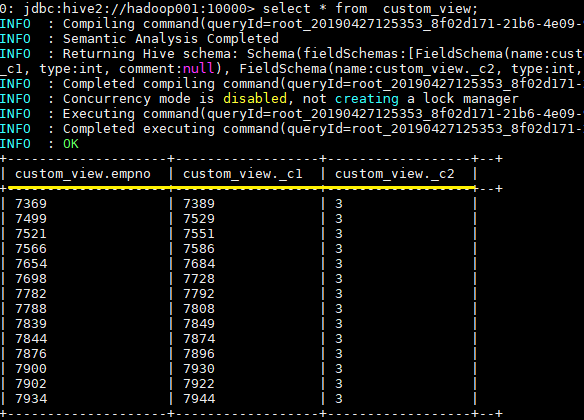 0: jdbc:hive2://hadoop001:10000> select * from  custom_view;
INFO  : Compiling command(queryId=root_20190427125353_8f02d171-21b6-4e09-
INFO  : Semantic Analysis Completed
INFO  : Returning Hive schema: Schema(fieldSchemas:[FieldSchema(name:cust
_c1, type:int, comment:null), FieldSchema(name:custom_view._c2, type:int,
INFO  : Completed compiling command(queryId=root_20190427125353_8f02d171-
INFO  : Concurrency mode is disabled, not creating a lock manager
INFO  : Executing command(queryId=root_20190427125353_8f02d171-21b6-4e09-
INFO  : Completed executing command(queryId=root_20190427125353_8f02d171-
INFO  : OK
+--------------------+------------------+------------------+--+
| custom_view.empno  | custom_view._c1  | custom_view._c2  |
+--------------------+------------------+------------------+--+
| 7369               | 7389             | 3                |
| 7499               | 7529             | 3                |
| 7521               | 7551             | 3                |
| 7566               | 7586             | 3                |
| 7654               | 7684             | 3                |
| 7698               | 7728             | 3                |
| 7782               | 7792             | 3                |
| 7788               | 7808             | 3                |
| 7839               | 7849             | 3                |
| 7844               | 7874             | 3                |
| 7876               | 7896             | 3                |
| 7900               | 7930             | 3                |
| 7902               | 7922             | 3                |
| 7934               | 7944             | 3                |
+--------------------+------------------+------------------+--+